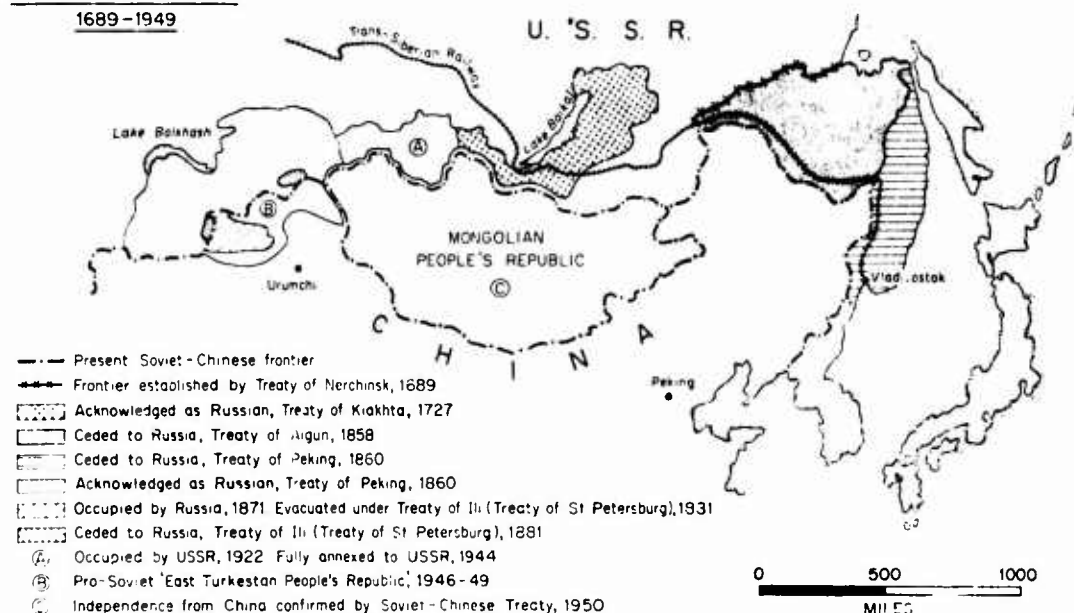 1689-1949
U. S. S. R.
Trans-Siberian Railway
Lake Baikal
Lake Balkhash
A
B
MONGOLIAN
PEOPLE'S REPUBLIC
C
Urumchi
CHINA
Vlad ostok
Peking
Present Soviet-Chinese frontier
Frontier established by Treaty of Nerchinsk, 1689
Acknowledged as Russian, Treaty of Kiakhta, 1727
Ceded to Russia, Treaty of Aigun, 1858
Ceded to Russia, Treaty of Peking, 1860
Acknowledged as Russian, Treaty of Peking, 1860
Occupied by Russia, 1871 Evacuated under Treaty of Ili (Treaty of St Petersburg), 1931
Ceded to Russia, Treaty of Ili (Treaty of St Petersburg), 1881
A Occupied by USSR, 1922 Fully annexed to USSR, 1944
B Pro-Soviet 'East Turkestan People's Republic', 1946-49
C Independence from China confirmed by Soviet-Chinese Treaty, 1950
0 500 1000
MILES